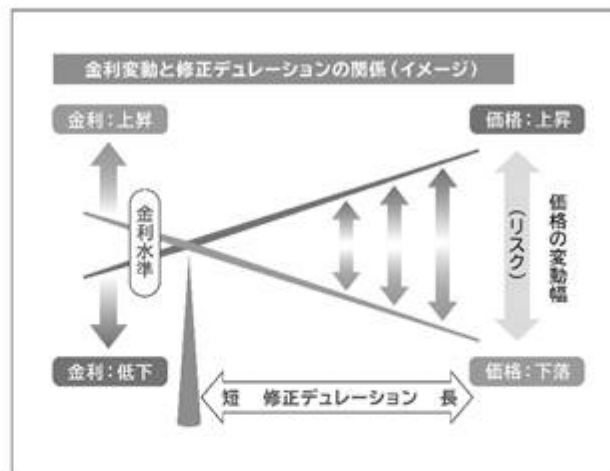 金利変動と修正デュレーションの関係(イメージ)
金利:上昇
価格:上昇
金利水準
価格の変動幅
(リスク)
金利:低下
価格:下落
短 修正デュレーション 長